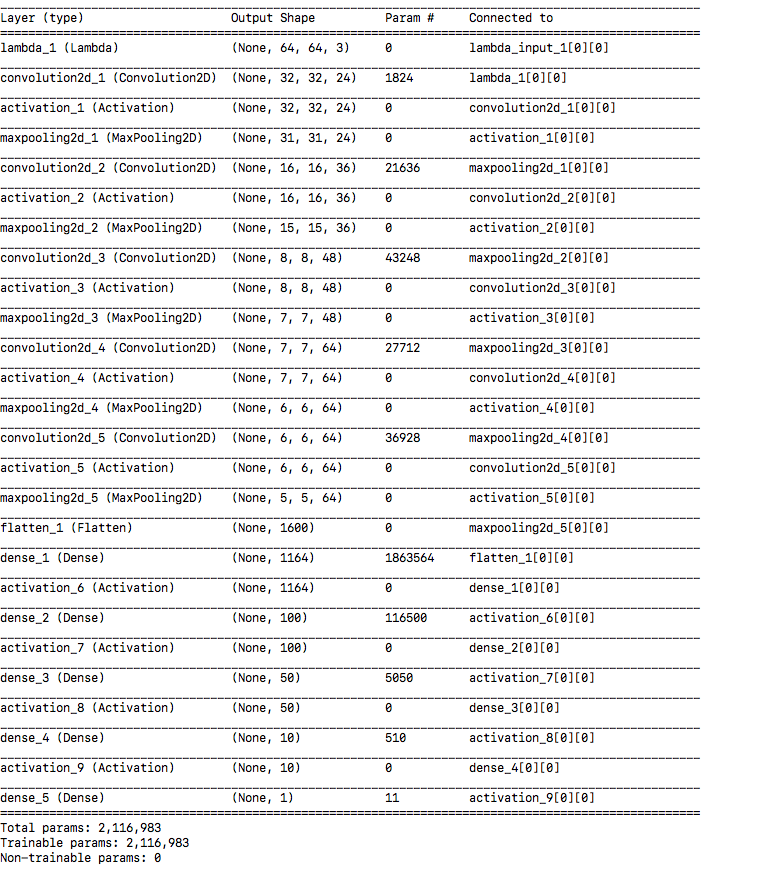 Layer (type) Output Shape Param # Connected to
lambda_1 (Lambda) (None, 64, 64, 3) 0 lambda_input_1[0][0]
convolution2d_1 (Convolution2D) (None, 32, 32, 24) 1824 lambda_1[0][0]
activation_1 (Activation) (None, 32, 32, 24) 0 convolution2d_1[0][0]
maxpooling2d_1 (MaxPooling2D) (None, 31, 31, 24) 0 activation_1[0][0]
convolution2d_2 (Convolution2D) (None, 16, 16, 36) 21636 maxpooling2d_1[0][0]
activation_2 (Activation) (None, 16, 16, 36) 0 convolution2d_2[0][0]
maxpooling2d_2 (MaxPooling2D) (None, 15, 15, 36) 0 activation_2[0][0]
convolution2d_3 (Convolution2D) (None, 8, 8, 48) 43248 maxpooling2d_2[0][0]
activation_3 (Activation) (None, 8, 8, 48) 0 convolution2d_3[0][0]
maxpooling2d_3 (MaxPooling2D) (None, 7, 7, 48) 0 activation_3[0][0]
convolution2d_4 (Convolution2D) (None, 7, 7, 64) 27712 maxpooling2d_3[0][0]
activation_4 (Activation) (None, 7, 7, 64) 0 convolution2d_4[0][0]
maxpooling2d_4 (MaxPooling2D) (None, 6, 6, 64) 0 activation_4[0][0]
convolution2d_5 (Convolution2D) (None, 6, 6, 64) 36928 maxpooling2d_4[0][0]
activation_5 (Activation) (None, 6, 6, 64) 0 convolution2d_5[0][0]
maxpooling2d_5 (MaxPooling2D) (None, 5, 5, 64) 0 activation_5[0][0]
flatten_1 (Flatten) (None, 1600) 0 maxpooling2d_5[0][0]
dense_1 (Dense) (None, 1164) 1863564 flatten_1[0][0]
activation_6 (Activation) (None, 1164) 0 dense_1[0][0]
dense_2 (Dense) (None, 100) 116500 activation_6[0][0]
activation_7 (Activation) (None, 100) 0 dense_2[0][0]
dense_3 (Dense) (None, 50) 5050 activation_7[0][0]
activation_8 (Activation) (None, 50) 0 dense_3[0][0]
dense_4 (Dense) (None, 10) 510 activation_8[0][0]
activation_9 (Activation) (None, 10) 0 dense_4[0][0]
dense_5 (Dense) (None, 1) 11 activation_9[0][0]
Total params: 2,116,983
Trainable params: 2,116,983
Non-trainable params: 0